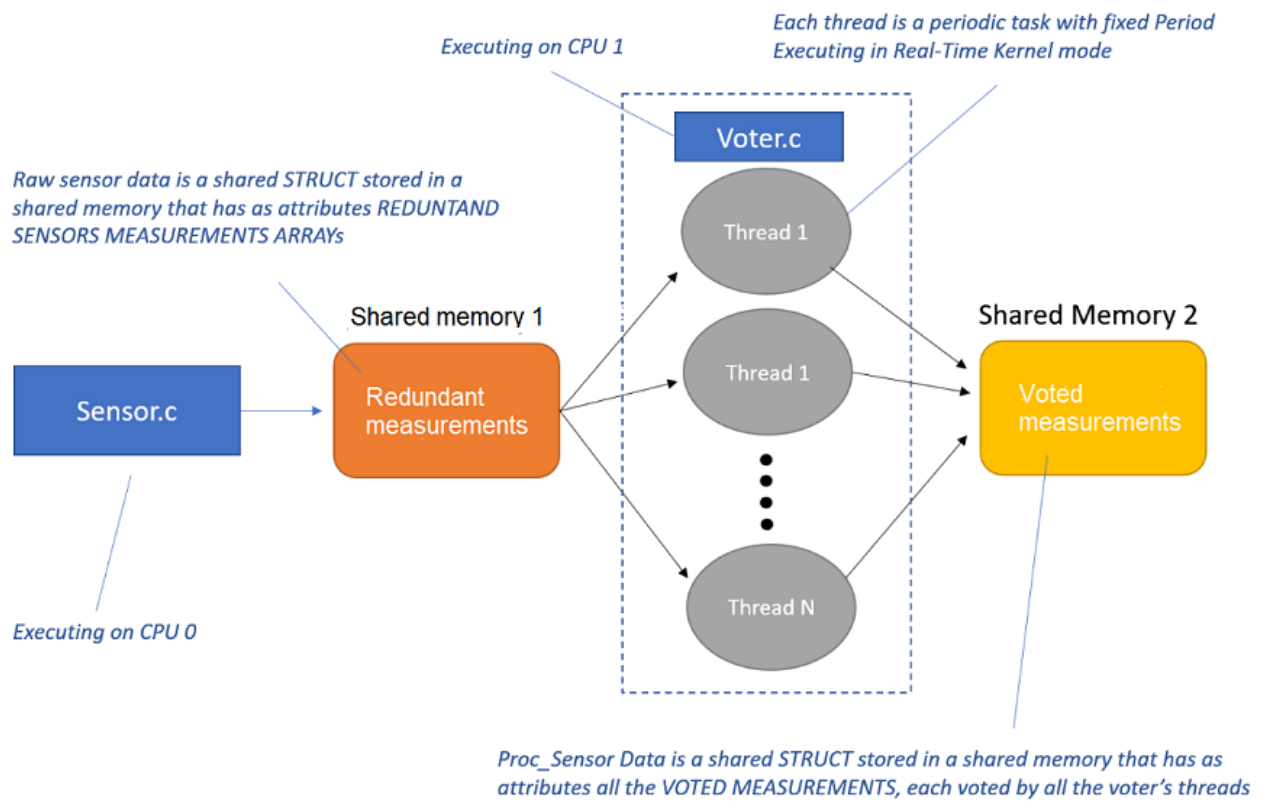 Each thread is a periodic task with fixed Period
Executing in Real-Time Kernel mode
Executing on CPU 1
Voter.c
Raw sensor data is a shared STRUCT stored in a
shared memory that has as attributes REDUNTAND
SENSORS MEASUREMENTS ARRAYs
Thread 1
Shared memory 1
Shared Memory 2
Sensor.c
Redundant
measurements
Thread 1
Voted
measurements
Thread N
Executing on CPU 0
Proc_Sensor Data is a shared STRUCT stored in a shared memory that has as
attributes all the VOTED MEASUREMENTS, each voted by all the voter's threads